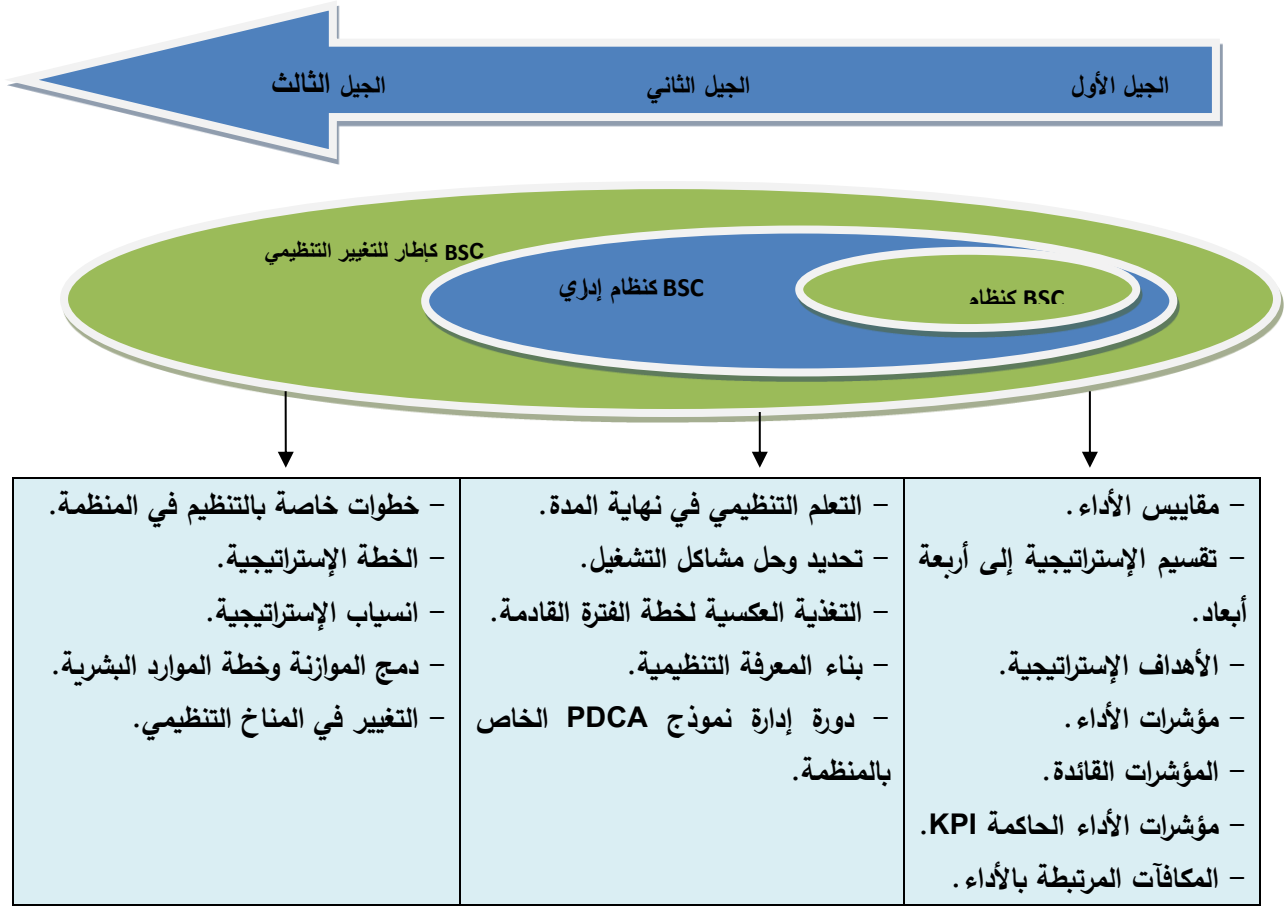 الجيل الأول
الجيل الثاني
الجيل الثالث
BSC كإطار للتغيير التنظيمي
BSC كنظام إداري
BSC كنظام
– مقاييس الأداء.
– تقسيم الإستراتيجية إلى أربعة
أبعاد.
– الأهداف الإستراتيجية.
– مؤشرات الأداء.
– المؤشرات القائدة.
– مؤشرات الأداء الحاكمة KPI.
– المكافآت المرتبطة بالأداء.
– التعلم التنظيمي في نهاية المدة.
– تحديد وحل مشاكل التشغيل.
– التغذية العكسية لخطة الفترة القادمة.
– بناء المعرفة التنظيمية.
– دورة إدارة نموذج PDCA الخاص
بالمنظمة.
– خطوات خاصة بالتنظيم في المنظمة.
– الخطة الإستراتيجية.
– انسياب الإستراتيجية.
– دمج الموازنة وخطة الموارد البشرية.
– التغيير في المناخ التنظيمي.